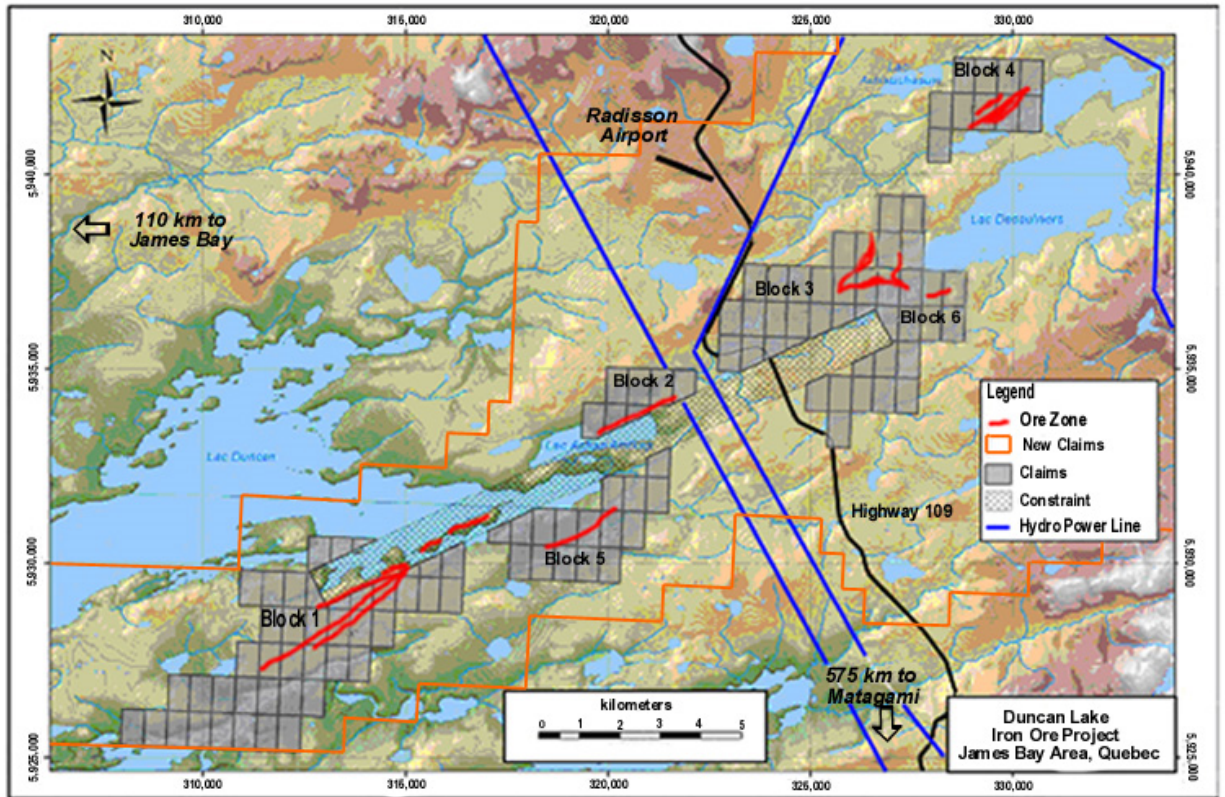 310,000
315,000
320,000
325,000
330,000
N
Block 4
Radisson
Airport
5,940,000
5,940,000
110 km to
James Bay
Lac Desaulniers
Block 3
Block 6
5,935,000
5,935,000
Block 2
Legend
Ore Zone
New Claims
Claims
Constraint
Hydro Power Line
Lac Duncan
Highway 109
Block 5
5,930,000
5,930,000
Block 1
575 km to
Matagami
kilometers
0 1 2 3 4 5
Duncan Lake
Iron Ore Project
James Bay Area, Quebec
5,925,000
5,925,000
310,000
315,000
320,000
325,000
330,000